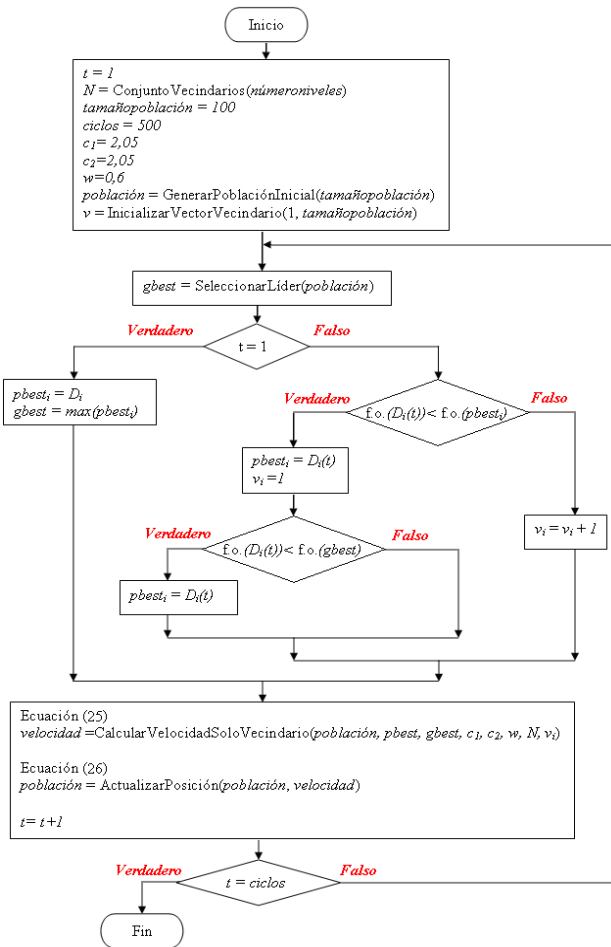 Inicio
t = 1
N = ConjuntoVecindarios(númeroniveles)
tamañopoblación = 100
ciclos = 500
c₁= 2,05
c₂=2,05
w=0,6
población = GenerarPoblaciónInicial(tamañopoblación)
v = InicializarVectorVecindario(1, tamañopoblación)
gbest = SeleccionarLíder(población)
Verdadero
Falso
t = 1
pbestᵢ = Dᵢ
gbest = max(pbestᵢ)
Verdadero
Falso
f.o.(Dᵢ(t))< f.o.(pbestᵢ)
pbestᵢ = Dᵢ(t)
vᵢ =1
vᵢ = vᵢ + 1
Verdadero
Falso
f.o.(Dᵢ(t))< f.o.(gbest)
pbestᵢ = Dᵢ(t)
Ecuación (25)
velocidad =CalcularVelocidadSoloVecindario(población, pbest, gbest, c₁, c₂, w, N, vᵢ)
Ecuación (26)
población = ActualizarPosición(población, velocidad)
t= t+1
Verdadero
Falso
t = ciclos
Fin